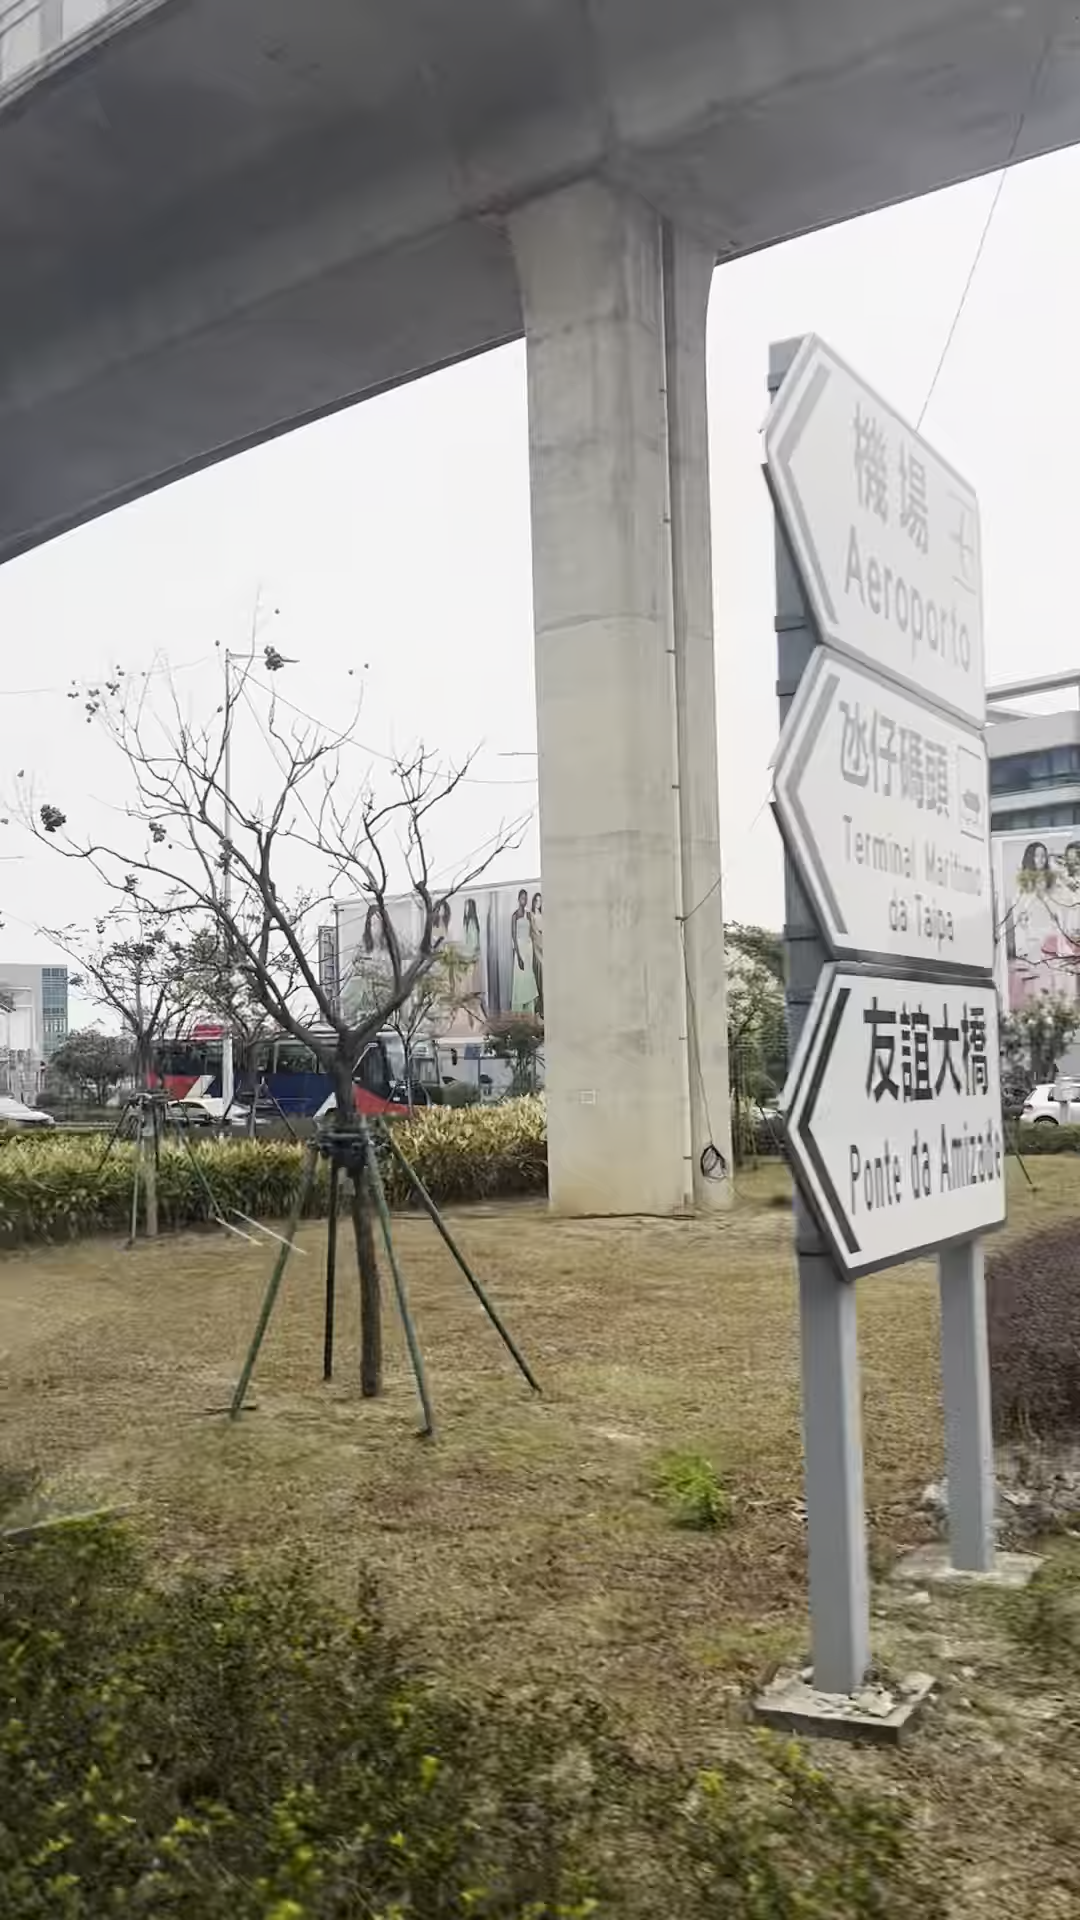 機場
Aeroporto
氹仔碼頭
Terminal Marítimo
da Taipa
友誼大橋
Ponte da Amizade